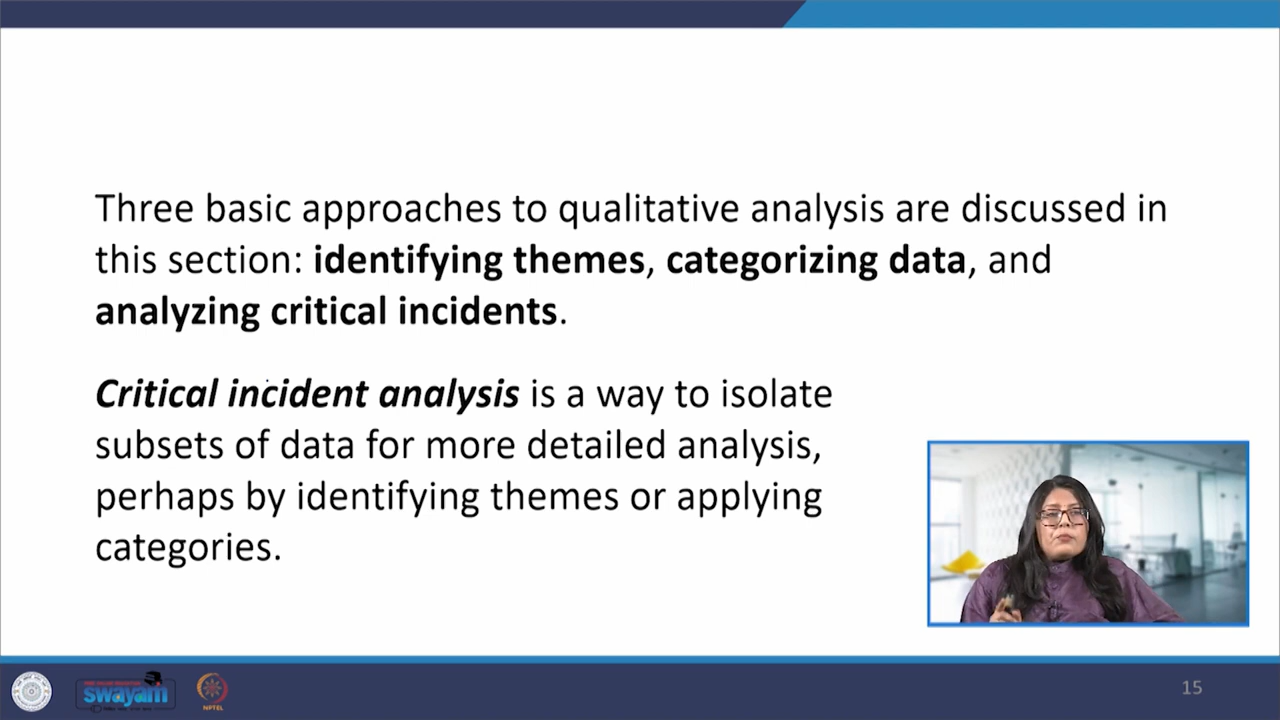 Three basic approaches to qualitative analysis are discussed in
this section: identifying themes, categorizing data, and
analyzing critical incidents.
Critical incident analysis is a way to isolate
subsets of data for more detailed analysis,
perhaps by identifying themes or applying
categories.
swayam
NPTEL
15